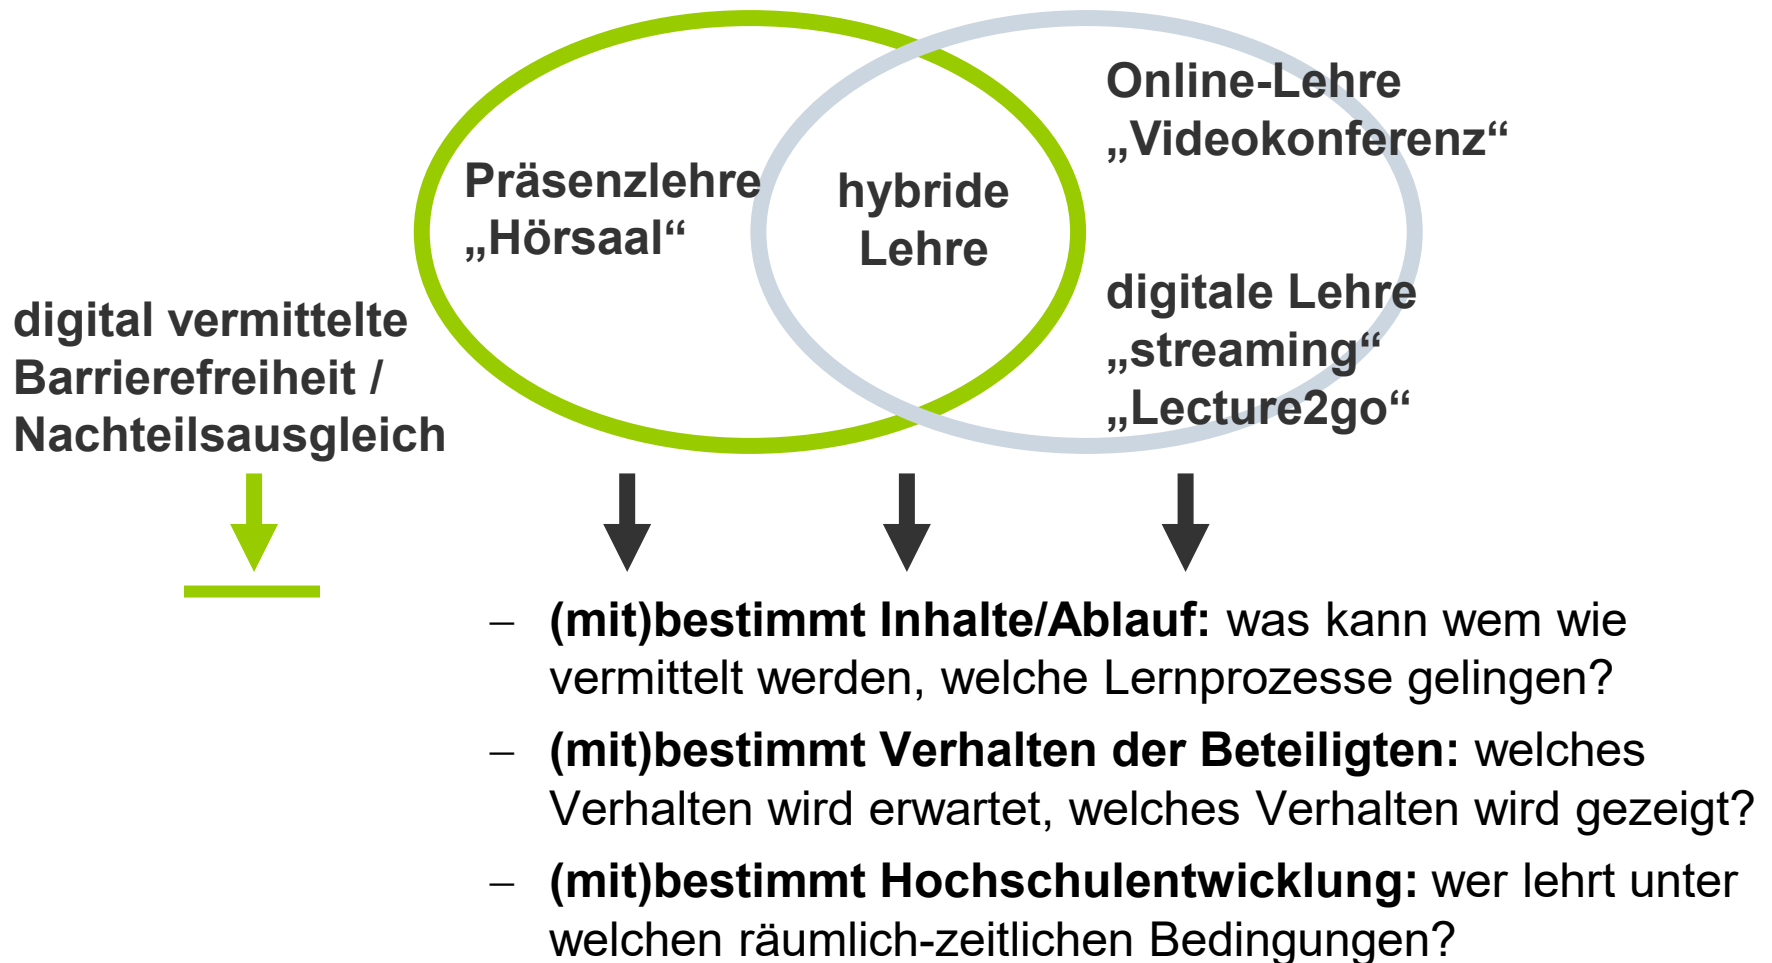 Online-Lehre
„Videokonferenz“
Präsenzlehre
„Hörsaal“
hybride
Lehre
digitale Lehre
„streaming“
„Lecture2go“
digital vermittelte
Barrierefreiheit /
Nachteilsausgleich
– (mit)bestimmt Inhalte/Ablauf: was kann wem wie
vermittelt werden, welche Lernprozesse gelingen?
– (mit)bestimmt Verhalten der Beteiligten: welches
Verhalten wird erwartet, welches Verhalten wird gezeigt?
– (mit)bestimmt Hochschulentwicklung: wer lehrt unter
welchen räumlich-zeitlichen Bedingungen?